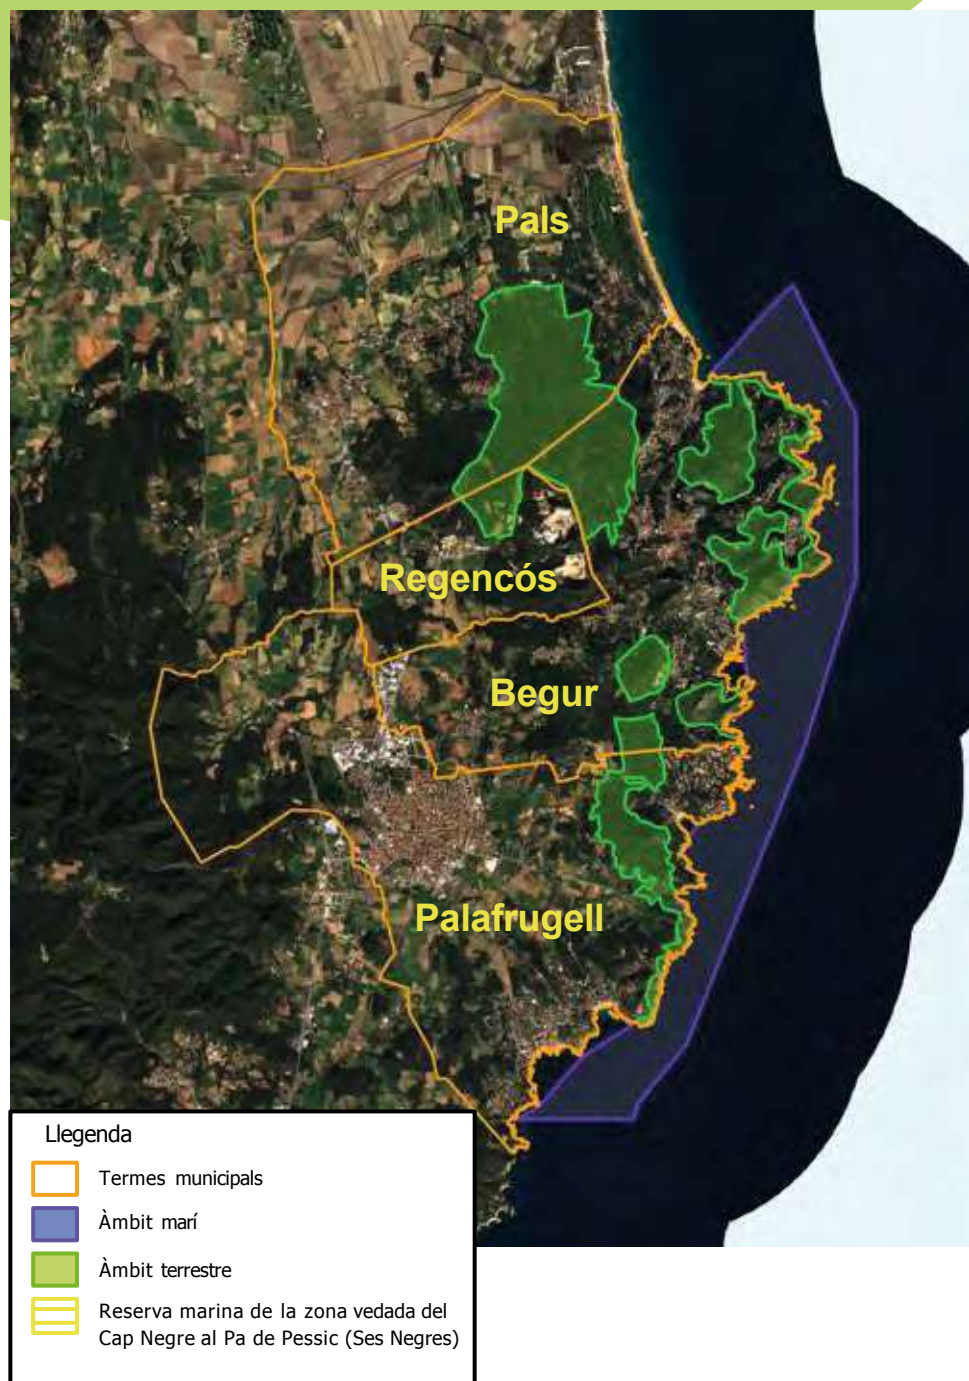 Pals
Regencós
Begur
Palafrugell
Llegenda
Termes municipals
Àmbit marí
Àmbit terrestre
Reserva marina de la zona vedada del
Cap Negre al Pa de Pessic (Ses Negres)